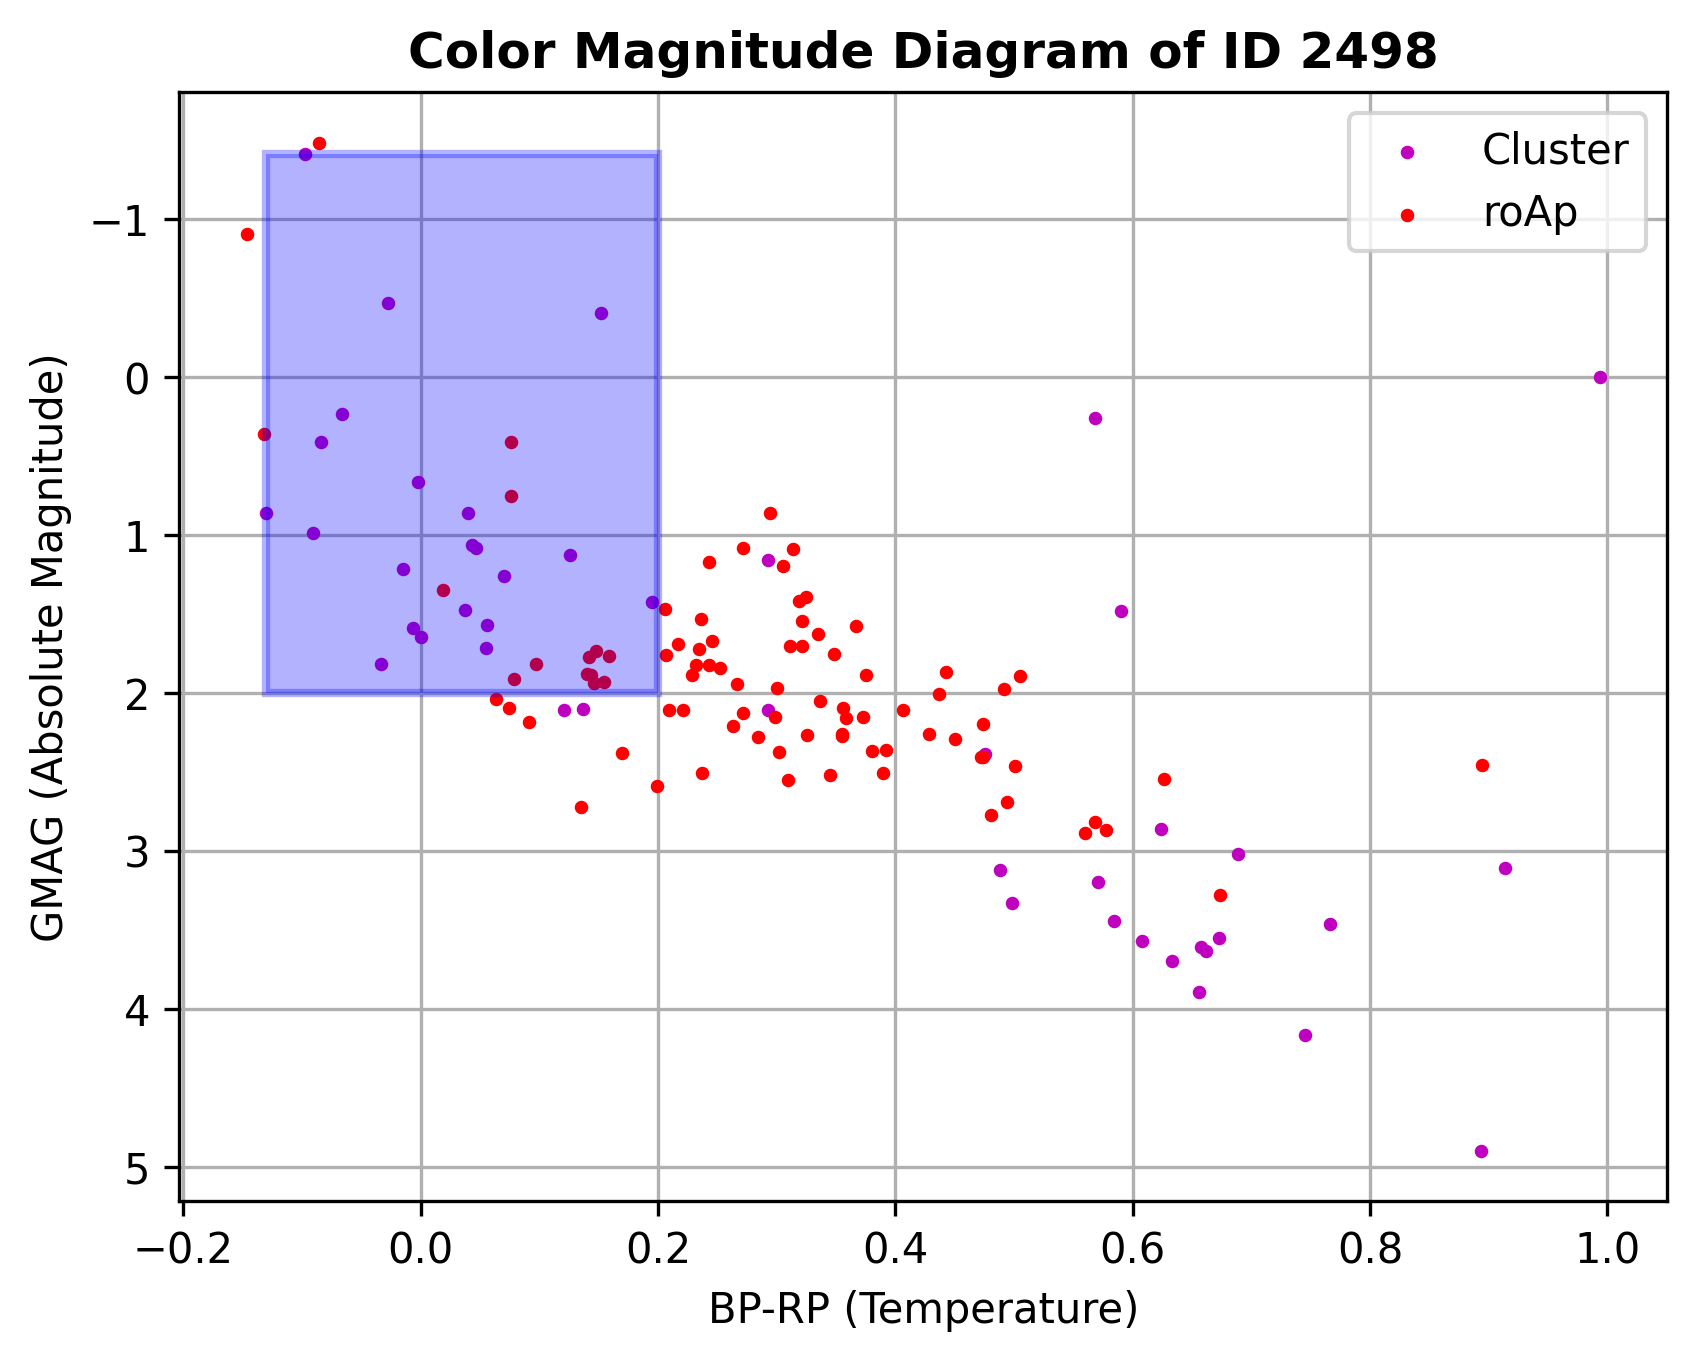 Color Magnitude Diagram of ID 2498
Cluster
roAp
−1
0
1
2
3
4
5
GMAG (Absolute Magnitude)
−0.2 0.0 0.2 0.4 0.6 0.8 1.0
BP-RP (Temperature)